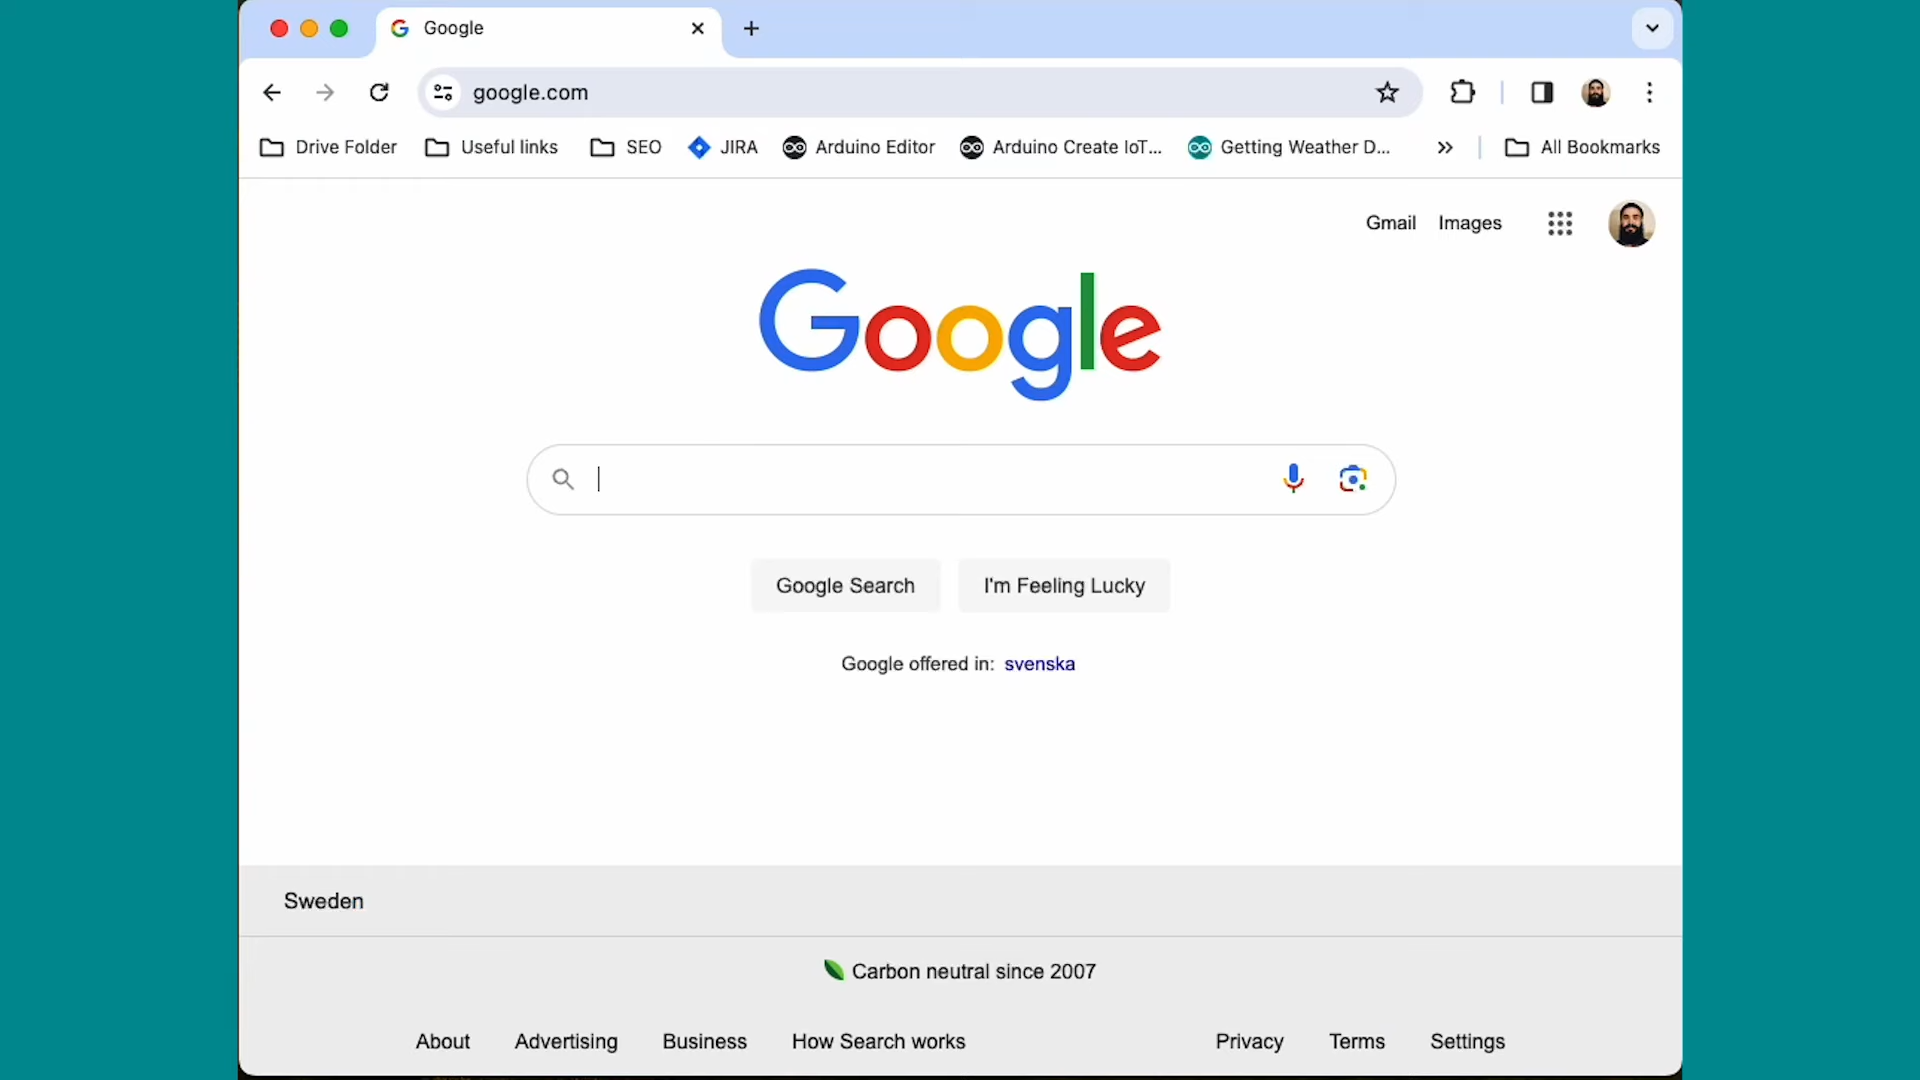 Google
google.com
Drive Folder Useful links SEO JIRA Arduino Editor Arduino Create IoT... Getting Weather D... All Bookmarks
Gmail Images
Google
Google Search I'm Feeling Lucky
Google offered in: svenska
Sweden
Carbon neutral since 2007
About Advertising Business How Search works Privacy Terms Settings